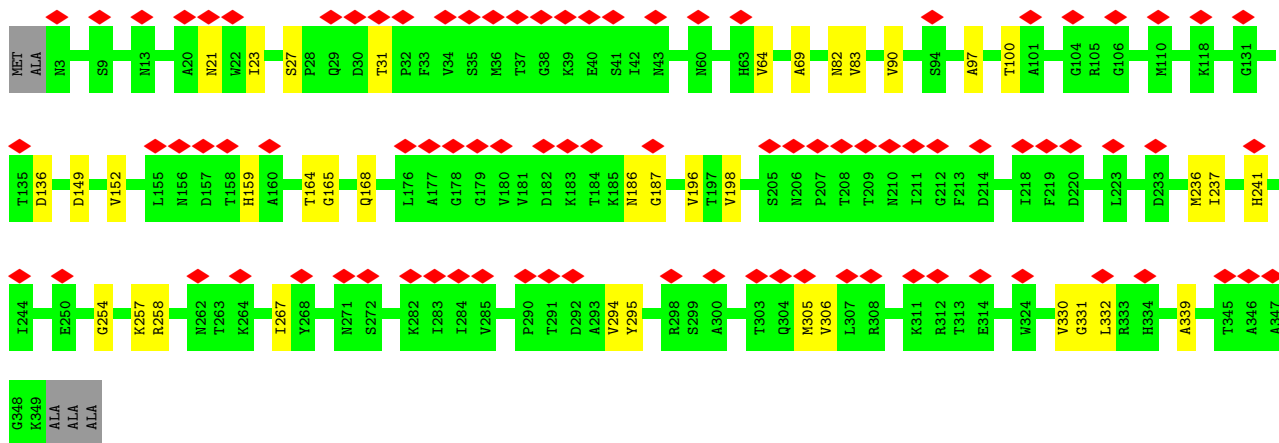 MET ALA N3 S9 N13 A20 N21 W22 I23 S27 P28 Q29 D30 T31 P32 F33 V34 S35 M36 T37 G38 K39 E40 S41 I42 N43 N60 H63 V64 A69 N82 V83 V90 S94 A97 T100 A101 G104 R105 G106 M110 K118 G131
T135 D136 D149 V152 L155 N156 D157 T158 H159 A160 T164 G165 Q168 L176 A177 G178 G179 V180 V181 D182 K183 T184 K185 N186 G187 V196 T197 V198 S205 N206 P207 T208 T209 N210 I211 G212 F213 D214 I218 F219 D220 L223 D233 M236 I237 H241
I244 E250 G254 K257 R258 N262 T263 K264 I267 Y268 N271 S272 K282 I283 I284 V285 P290 T291 D292 A293 V294 Y295 R298 S299 A300 T303 Q304 M305 V306 L307 R308 K311 R312 T313 E314 W324 V330 G331 L332 R333 H334 A339 T345 A346 A347
G348 K349 ALA ALA ALA